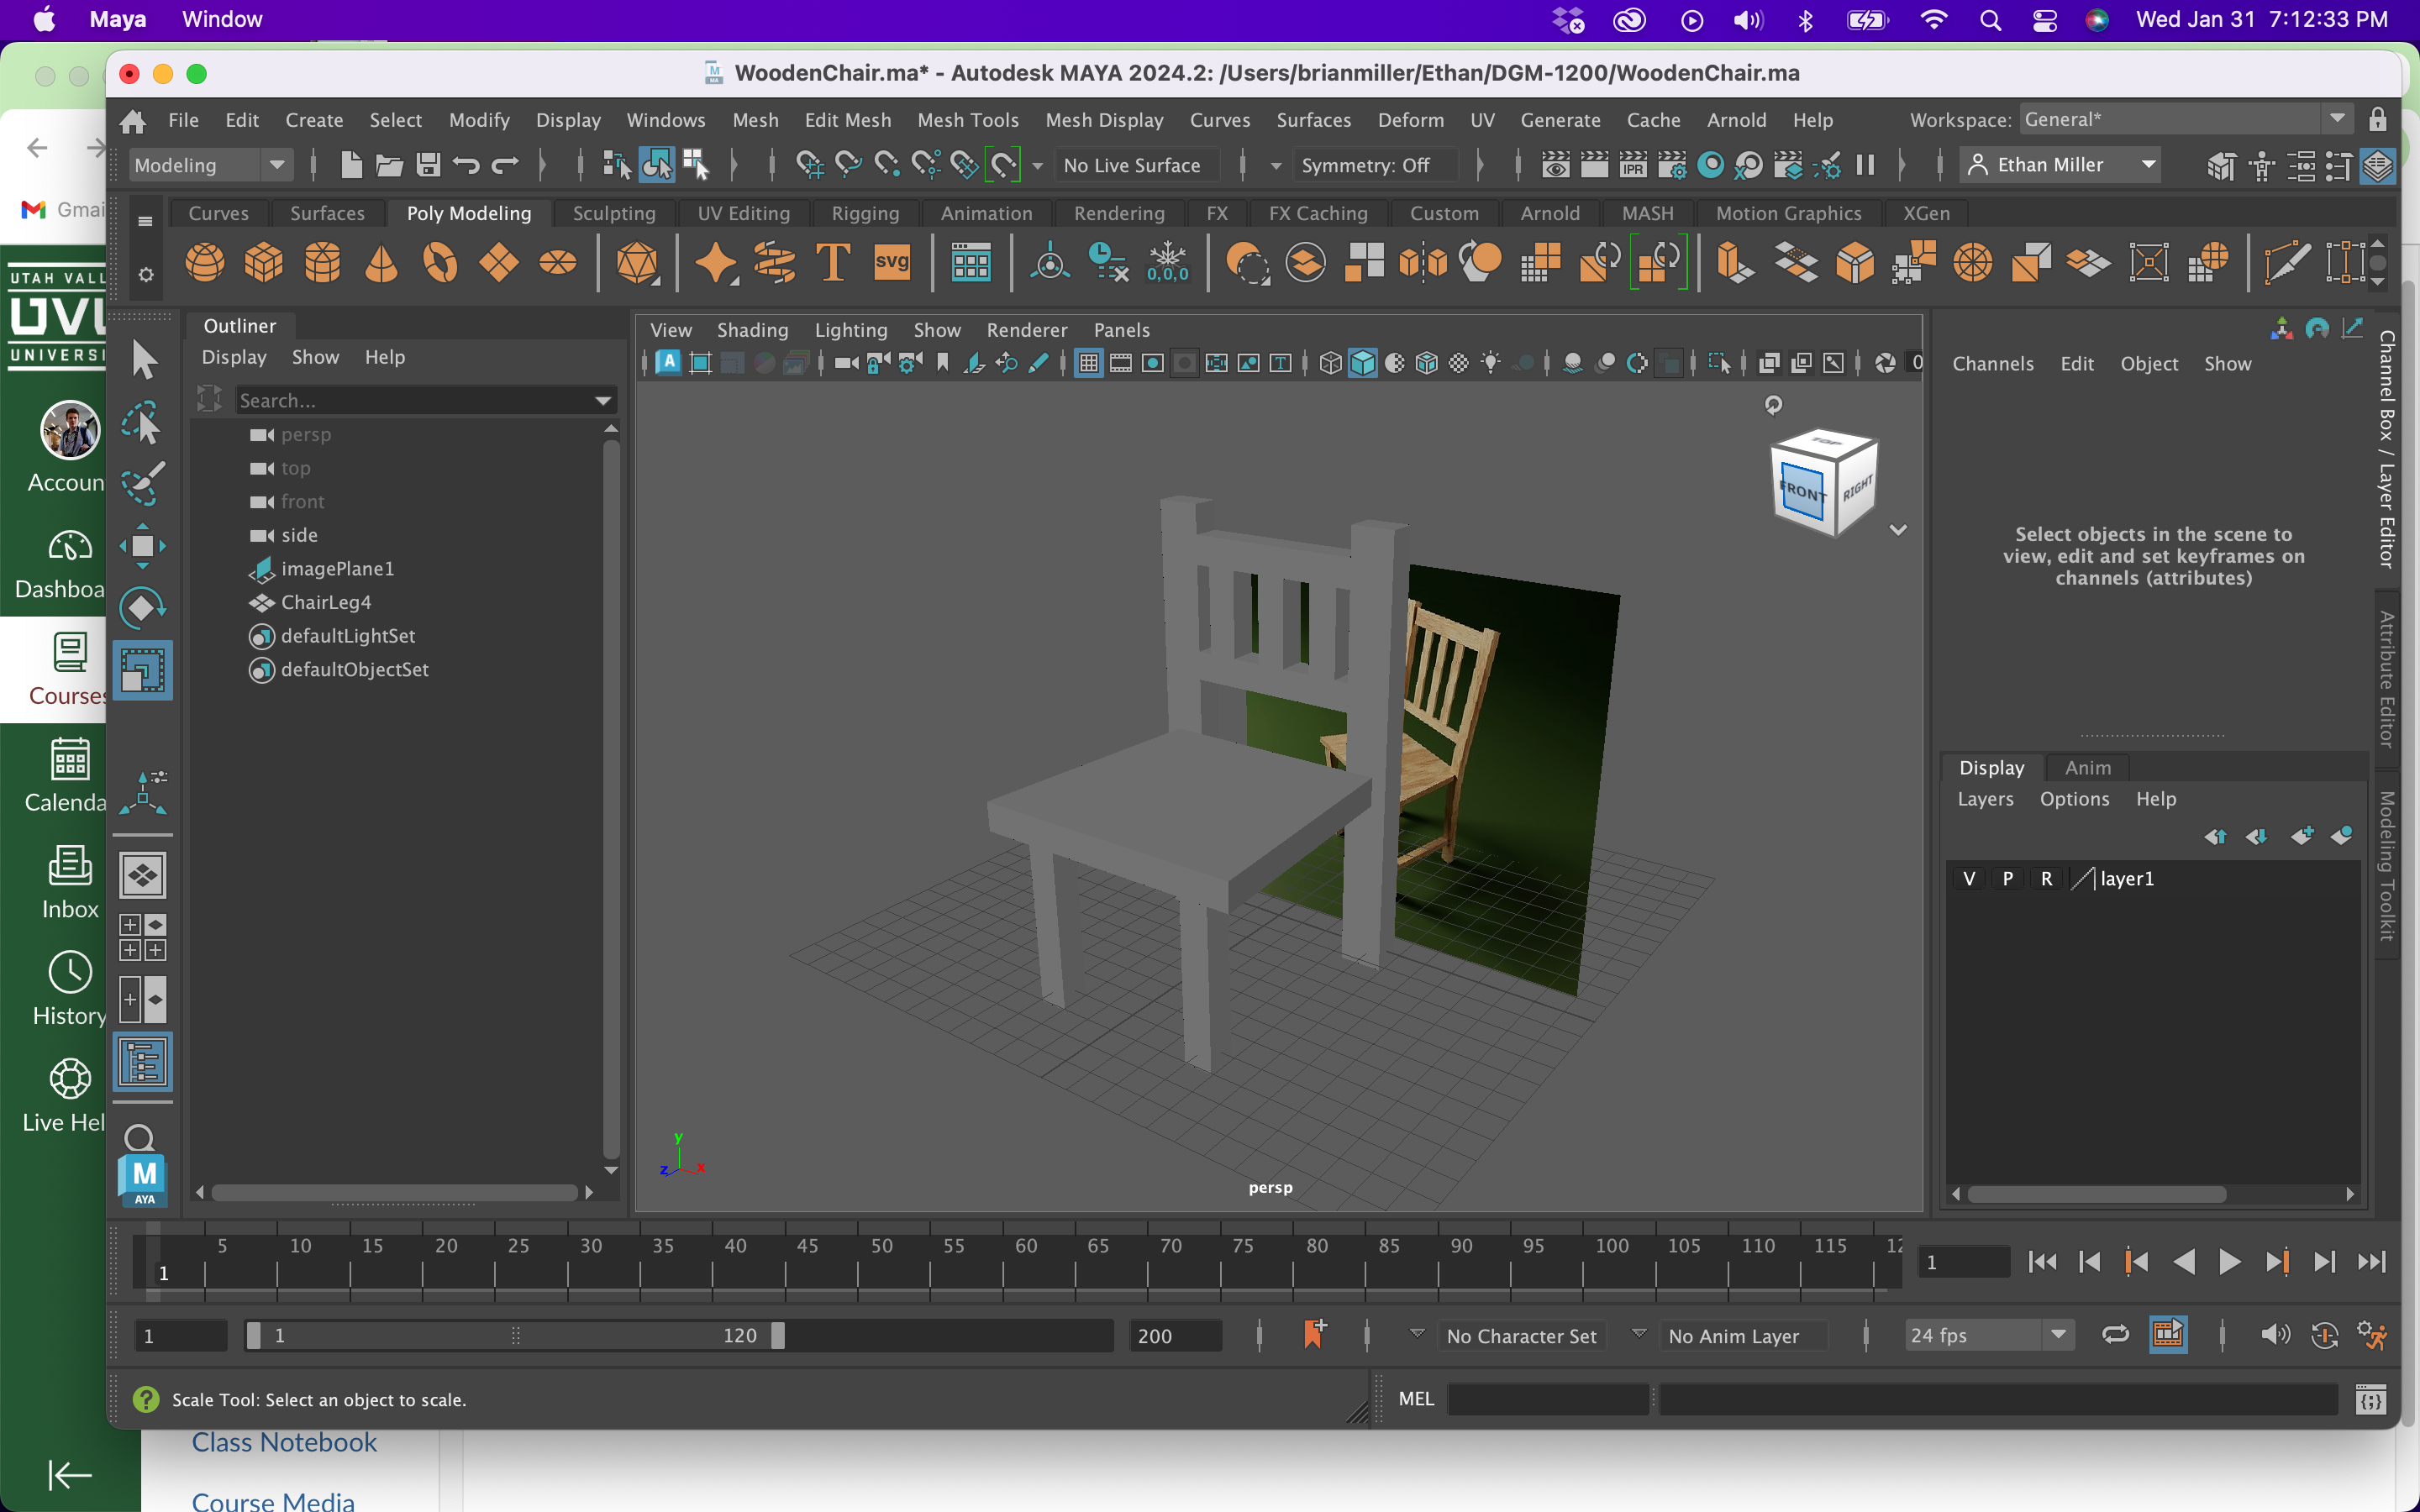 Maya Window Wed Jan 31 7:12:33 PM
WoodenChair.ma* - Autodesk MAYA 2024.2: /Users/brianmiller/Ethan/DGM-1200/WoodenChair.ma
File Edit Create Select Modify Display Windows Mesh Edit Mesh Mesh Tools Mesh Display Curves Surfaces Deform UV Generate Cache Arnold Help Workspace: General*
Modeling No Live Surface Symmetry: Off IPR Ethan Miller
Curves Surfaces Poly Modeling Sculpting UV Editing Rigging Animation Rendering FX FX Caching Custom Arnold MASH Motion Graphics XGen
T svg 0,0,0
Gmai
UTAH VALL
UVU
UNIVERSI
Accoun
Dashboa
Courses
Calenda
Inbox
History
Live Hel
Outliner
Display Show Help
Search...
persp
top
front
side
imagePlane1
ChairLeg4
defaultLightSet
defaultObjectSet
M
AYA
View Shading Lighting Show Renderer Panels
A T 0
TOP
FRONT RIGHT
y
z x
persp
Channels Edit Object Show
Select objects in the scene to
view, edit and set keyframes on
channels (attributes)
Channel Box / Layer Editor
Attribute Editor
Modeling Toolkit
Display Anim
Layers Options Help
V P R layer1
5 10 15 20 25 30 35 40 45 50 55 60 65 70 75 80 85 90 95 100 105 110 115 12
1 1
1 1 120 200 No Character Set No Anim Layer 24 fps
? Scale Tool: Select an object to scale. MEL
Class Notebook
Course Media